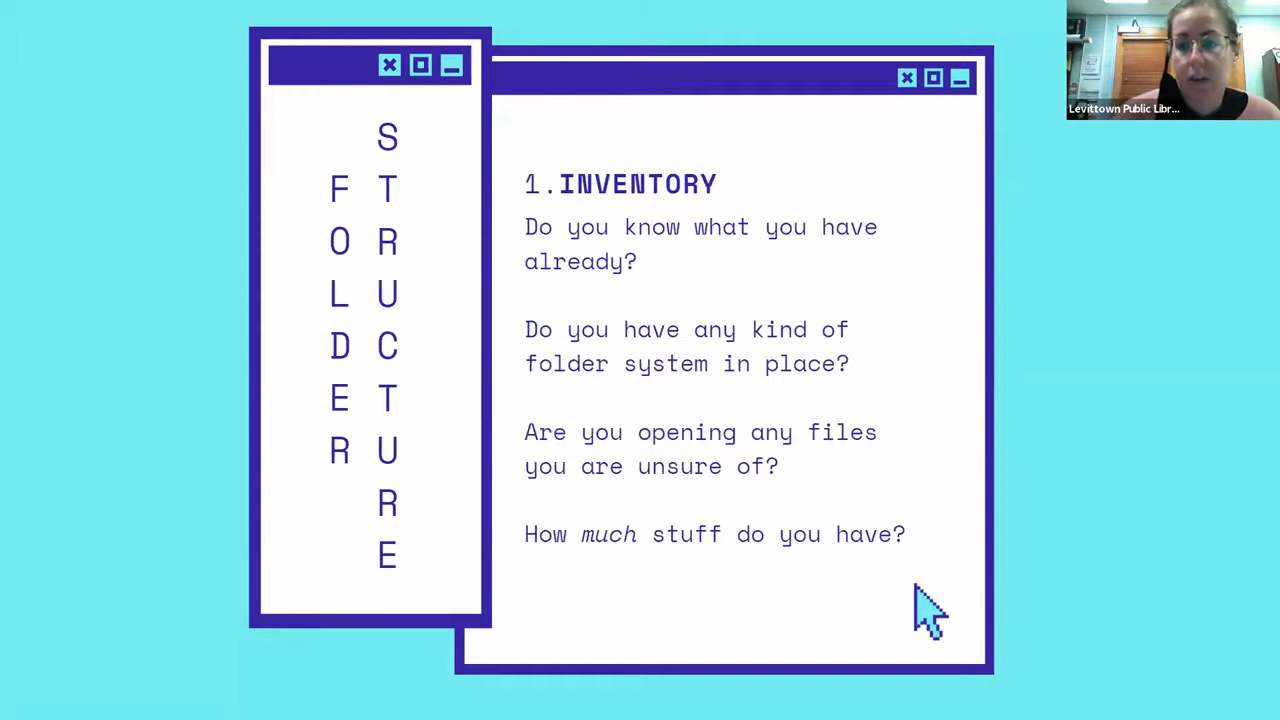 FOLDER
STRUCTURE
1.INVENTORY
Do you know what you have
already?
Do you have any kind of
folder system in place?
Are you opening any files
you are unsure of?
How much stuff do you have?
Levittown Public Libr...